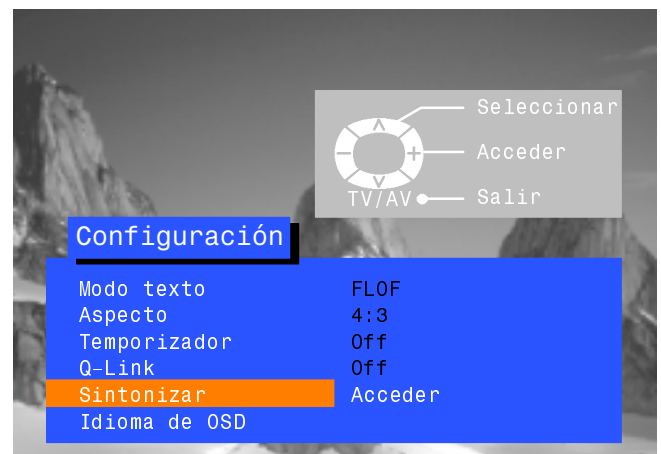 Seleccionar
Acceder
TV/AV Salir
Configuración
Modo texto FLOF
Aspecto 4:3
Temporizador Off
Q-Link Off
Sintonizar Acceder
Idioma de OSD